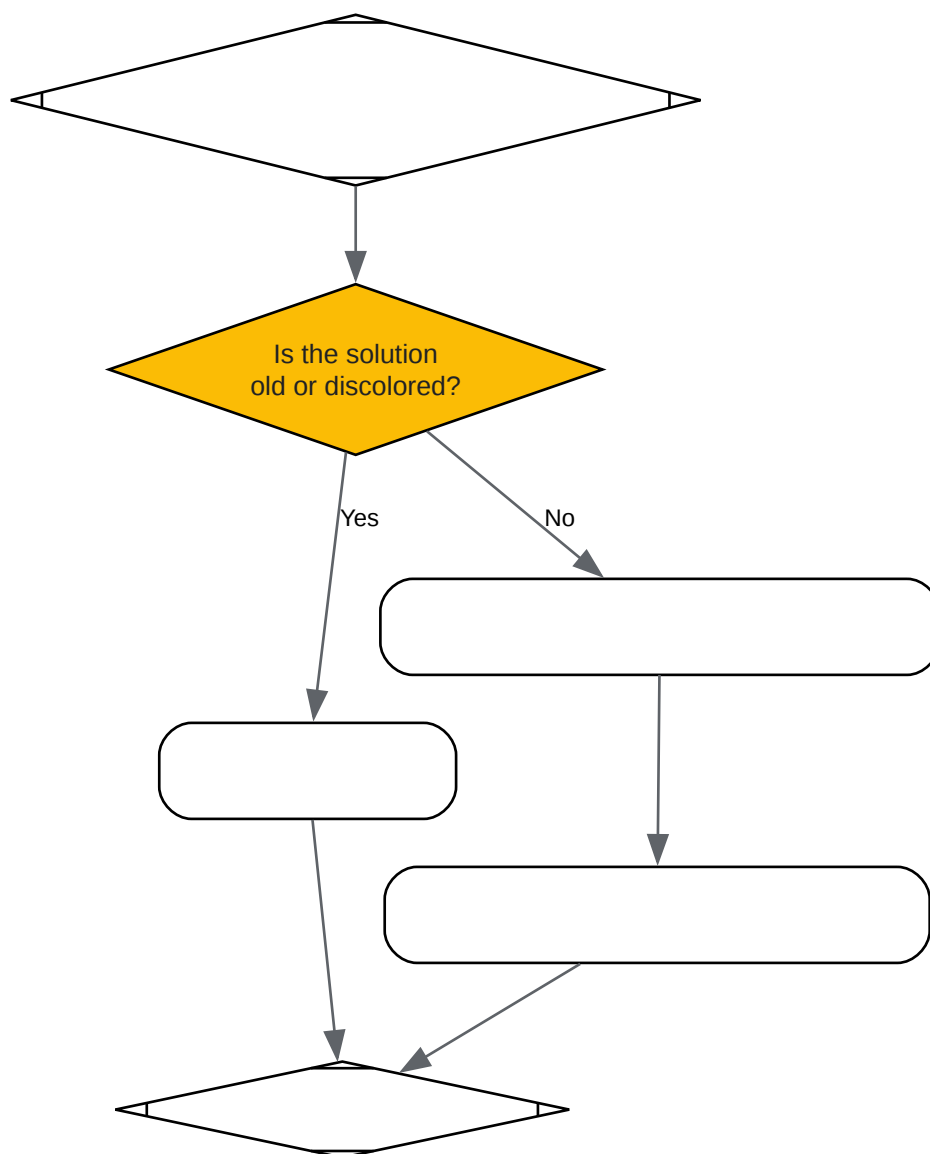 Is the solution
old or discolored?
Yes
No